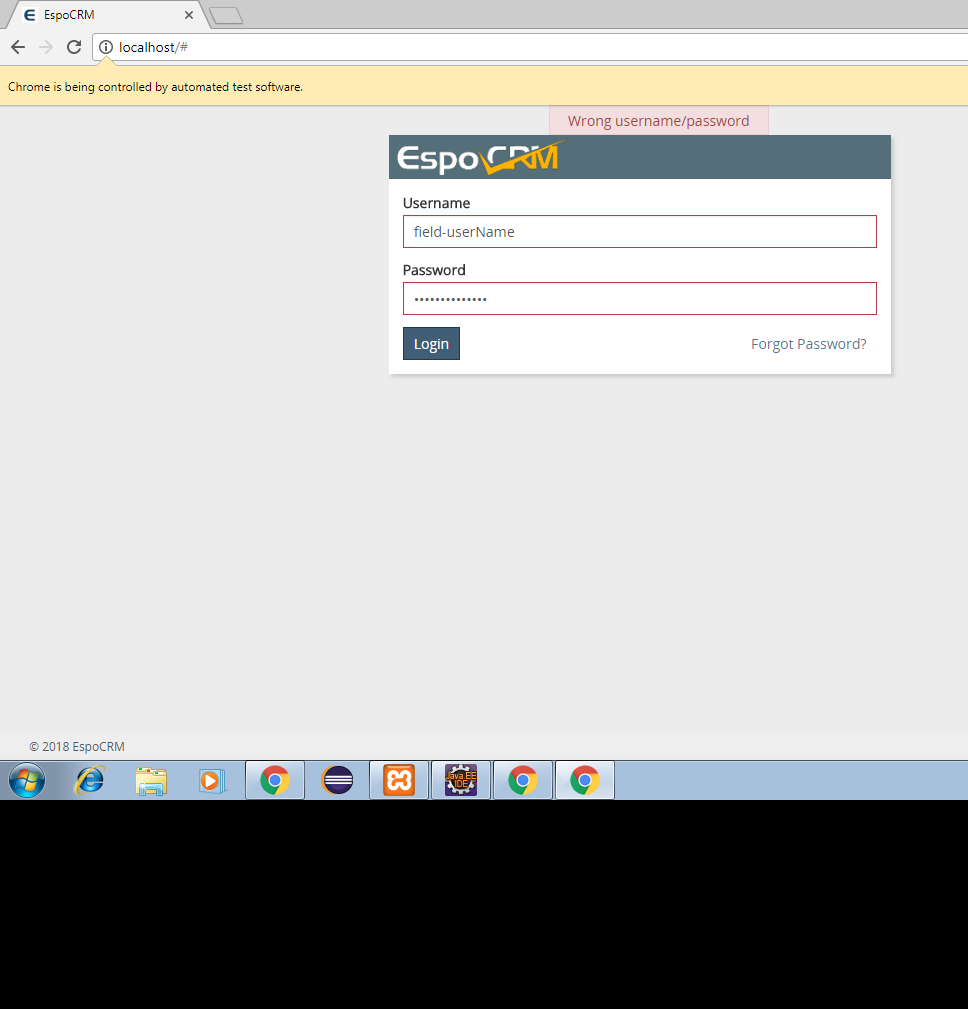 EspoCRM
localhost/#
Chrome is being controlled by automated test software.
Wrong username/password
EspoCRM
Username
field-userName
Password
••••••••••••••
Login Forgot Password?
© 2018 EspoCRM
Java EE
IDE